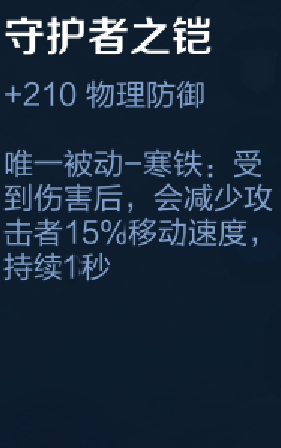 守护者之铠
+210 物理防御
唯一被动-寒铁：受
到伤害后，会减少攻
击者15%移动速度，
持续1秒